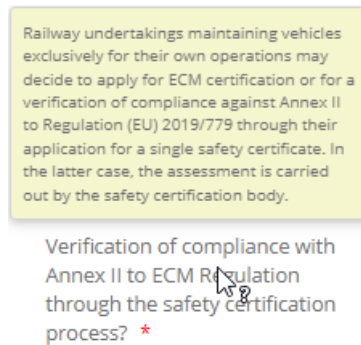 Railway undertakings maintaining vehicles
exclusively for their own operations may
decide to apply for ECM certification or for a
verification of compliance against Annex II
to Regulation (EU) 2019/779 through their
application for a single safety certificate. In
the latter case, the assessment is carried
out by the safety certification body.
Verification of compliance with
Annex II to ECM Regulation
through the safety certification
process? *